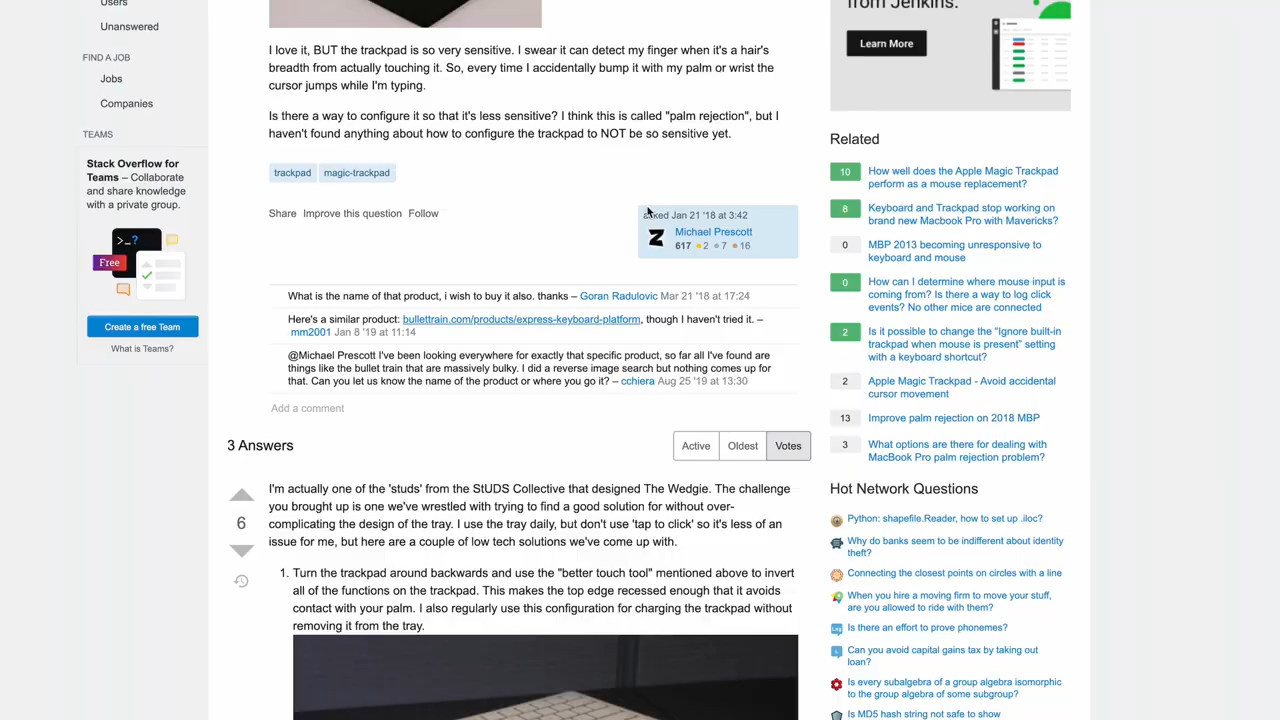 Users
Unanswered
FIND A JOB
Jobs
Companies
TEAMS
Stack Overflow for
Teams – Collaborate
and share knowledge
with a private group.
>_?
Free
Create a free Team
What is Teams?
I love it, BUT the trackpad is so very sensitive. I swear it can detect my finger when it's a hair's
breadth
touching it. So, every time I accidentally bump it with my palm or wrist the
cursor jumps while I'm typing.
Is there a way to configure it so that it's less sensitive? I think this is called "palm rejection", but I
haven't found anything about how to configure the trackpad to NOT be so sensitive yet.
trackpad
magic-trackpad
Share Improve this question Follow
asked Jan 21 '18 at 3:42
Michael Prescott
617 2 7 16
What is the name of that product, i wish to buy it also. thanks – Goran Radulovic Mar 21 '18 at 17:24
Here's a similar product: bullettrain.com/products/express-keyboard-platform, though I haven't tried it. –
mm2001 Jan 8 '19 at 11:14
@Michael Prescott I've been looking everywhere for exactly that specific product, so far all I've found are
things like the bullet train that are massively bulky. I did a reverse image search but nothing comes up for
that. Can you let us know the name of the product or where you go it? – cchiera Aug 25 '19 at 13:30
Add a comment
3 Answers
Active
Oldest
Votes
6
I'm actually one of the 'studs' from the StUDS Collective that designed The Wedgie. The challenge
you brought up is one we've wrestled with trying to find a good solution for without over-
complicating the design of the tray. I use the tray daily, but don't use 'tap to click' so it's less of an
issue for me, but here are a couple of low tech solutions we've come up with.
1. Turn the trackpad around backwards and use the "better touch tool" mentioned above to invert
all of the functions on the trackpad. This makes the top edge recessed enough that it avoids
contact with your palm. I also regularly use this configuration for charging the trackpad without
removing it from the tray.
from Jenkins.
Learn More
Related
10 How well does the Apple Magic Trackpad
perform as a mouse replacement?
8 Keyboard and Trackpad stop working on
brand new Macbook Pro with Mavericks?
0 MBP 2013 becoming unresponsive to
keyboard and mouse
0 How can I determine where mouse input is
coming from? Is there a way to log click
events? No other mice are connected
2 Is it possible to change the "Ignore built-in
trackpad when mouse is present" setting
with a keyboard shortcut?
2 Apple Magic Trackpad - Avoid accidental
cursor movement
13 Improve palm rejection on 2018 MBP
3 What options are there for dealing with
MacBook Pro palm rejection problem?
Hot Network Questions
Python: shapefile.Reader, how to set up .iloc?
Why do banks seem to be indifferent about identity
theft?
Connecting the closest points on circles with a line
When you hire a moving firm to move your stuff,
are you allowed to ride with them?
Is there an effort to prove phonemes?
Can you avoid capital gains tax by taking out
loan?
Is every subalgebra of a group algebra isomorphic
to the group algebra of some subgroup?
Is MD5 hash string not safe to show